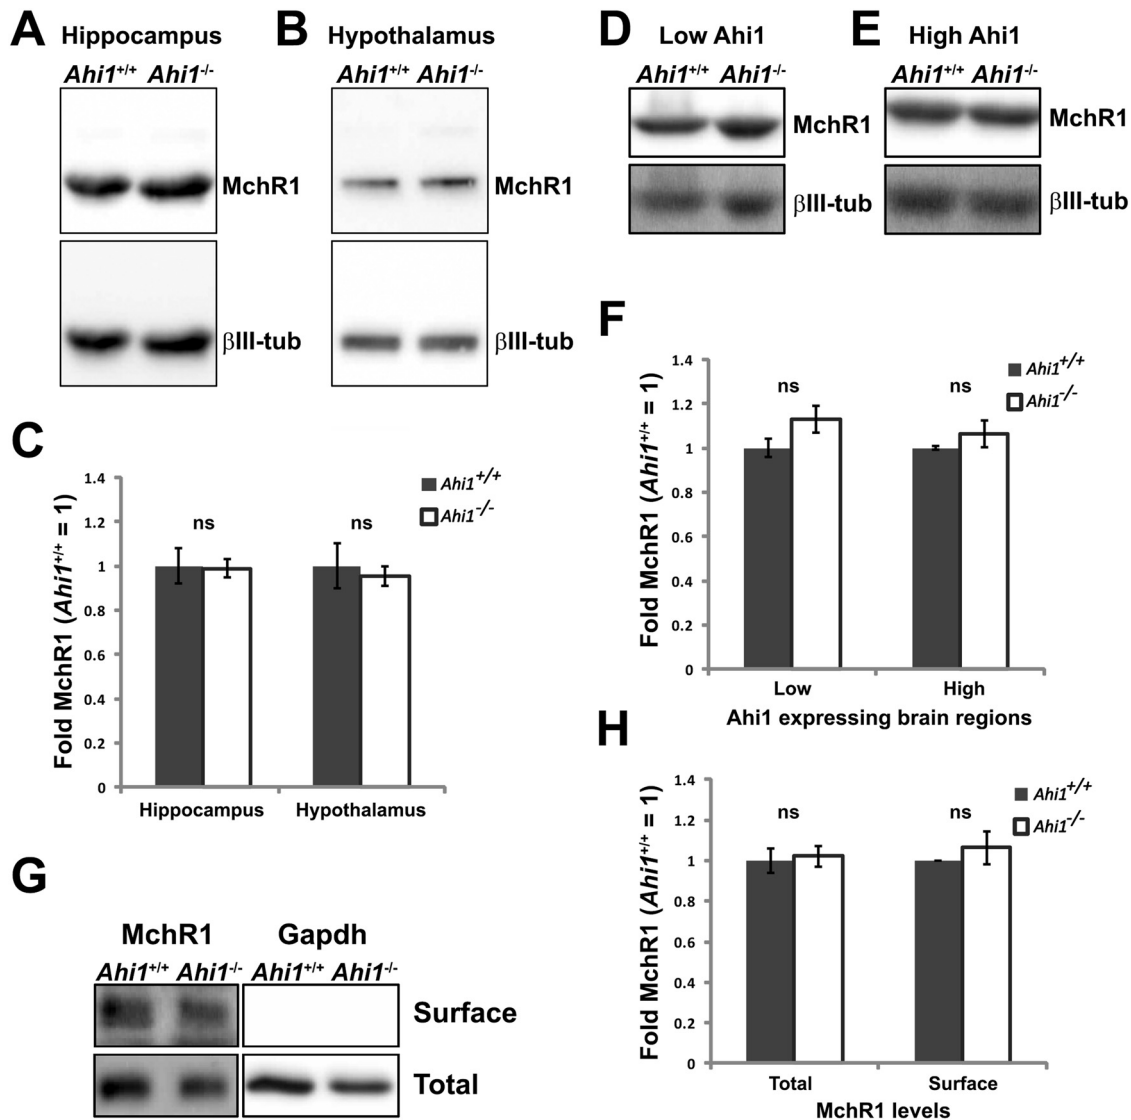 A Hippocampus
Ahi1+/+ Ahi1-/-
MchR1
βIII-tub
B Hypothalamus
Ahi1+/+ Ahi1-/-
MchR1
βIII-tub
C
Fold MchR1 (Ahi1+/+ = 1)
1.4
1.2
1
0.8
0.6
0.4
0.2
0
ns
ns
Ahi1+/+
Ahi1-/-
Hippocampus
Hypothalamus
D Low Ahi1
Ahi1+/+ Ahi1-/-
MchR1
βIII-tub
E High Ahi1
Ahi1+/+ Ahi1-/-
MchR1
βIII-tub
F
Fold MchR1 (Ahi1+/+ = 1)
1.4
1.2
1
0.8
0.6
0.4
0.2
0
ns
ns
Ahi1+/+
Ahi1-/-
Low
High
Ahi1 expressing brain regions
G
MchR1
Gapdh
Ahi1+/+ Ahi1-/- Ahi1+/+ Ahi1-/-
Surface
Total
H
Fold MchR1 (Ahi1+/+ = 1)
1.4
1.2
1
0.8
0.6
0.4
0.2
0
ns
ns
Ahi1+/+
Ahi1-/-
Total
Surface
MchR1 levels